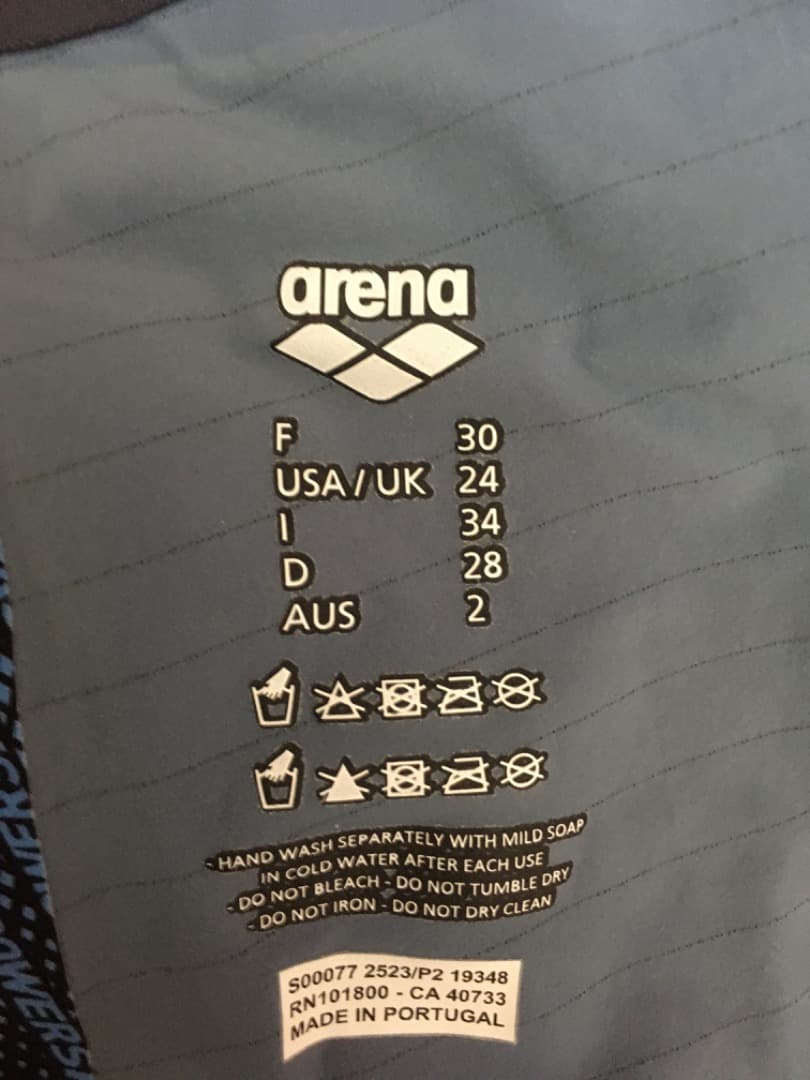 arena
F 30
USA/UK 24
I 34
D 28
AUS 2
- HAND WASH SEPARATELY WITH MILD SOAP
IN COLD WATER AFTER EACH USE
- DO NOT BLEACH - DO NOT TUMBLE DRY
- DO NOT IRON - DO NOT DRY CLEAN
S00077 2523/P2 19348
RN101800 - CA 40733
MADE IN PORTUGAL